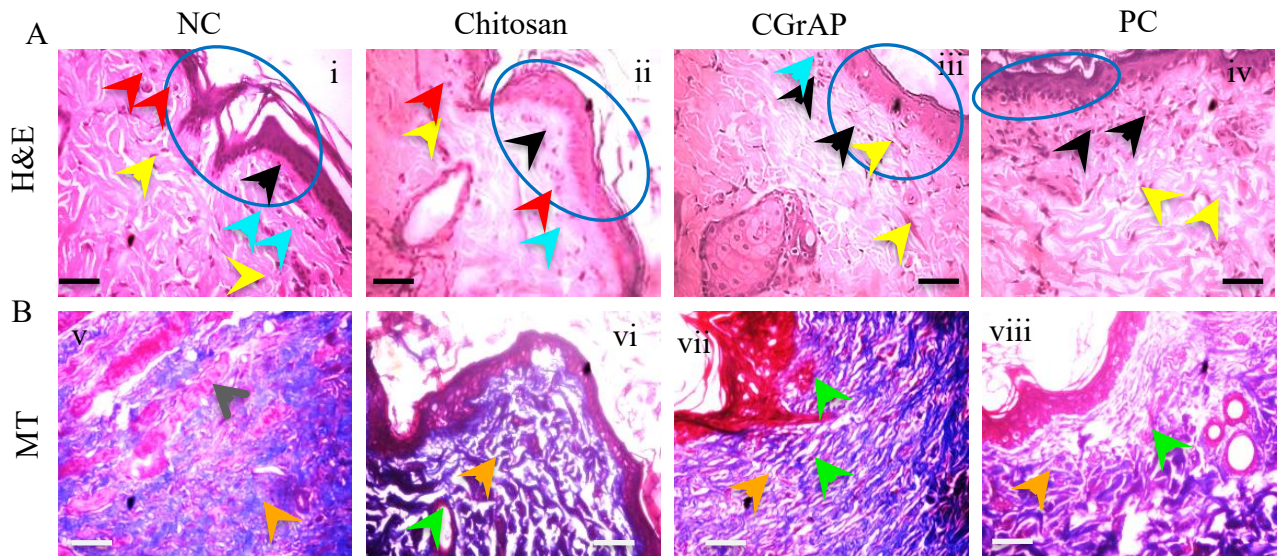 NC Chitosan CGrAP PC
A
i ii iii iv
H&E
B
v vi vii viii
MT